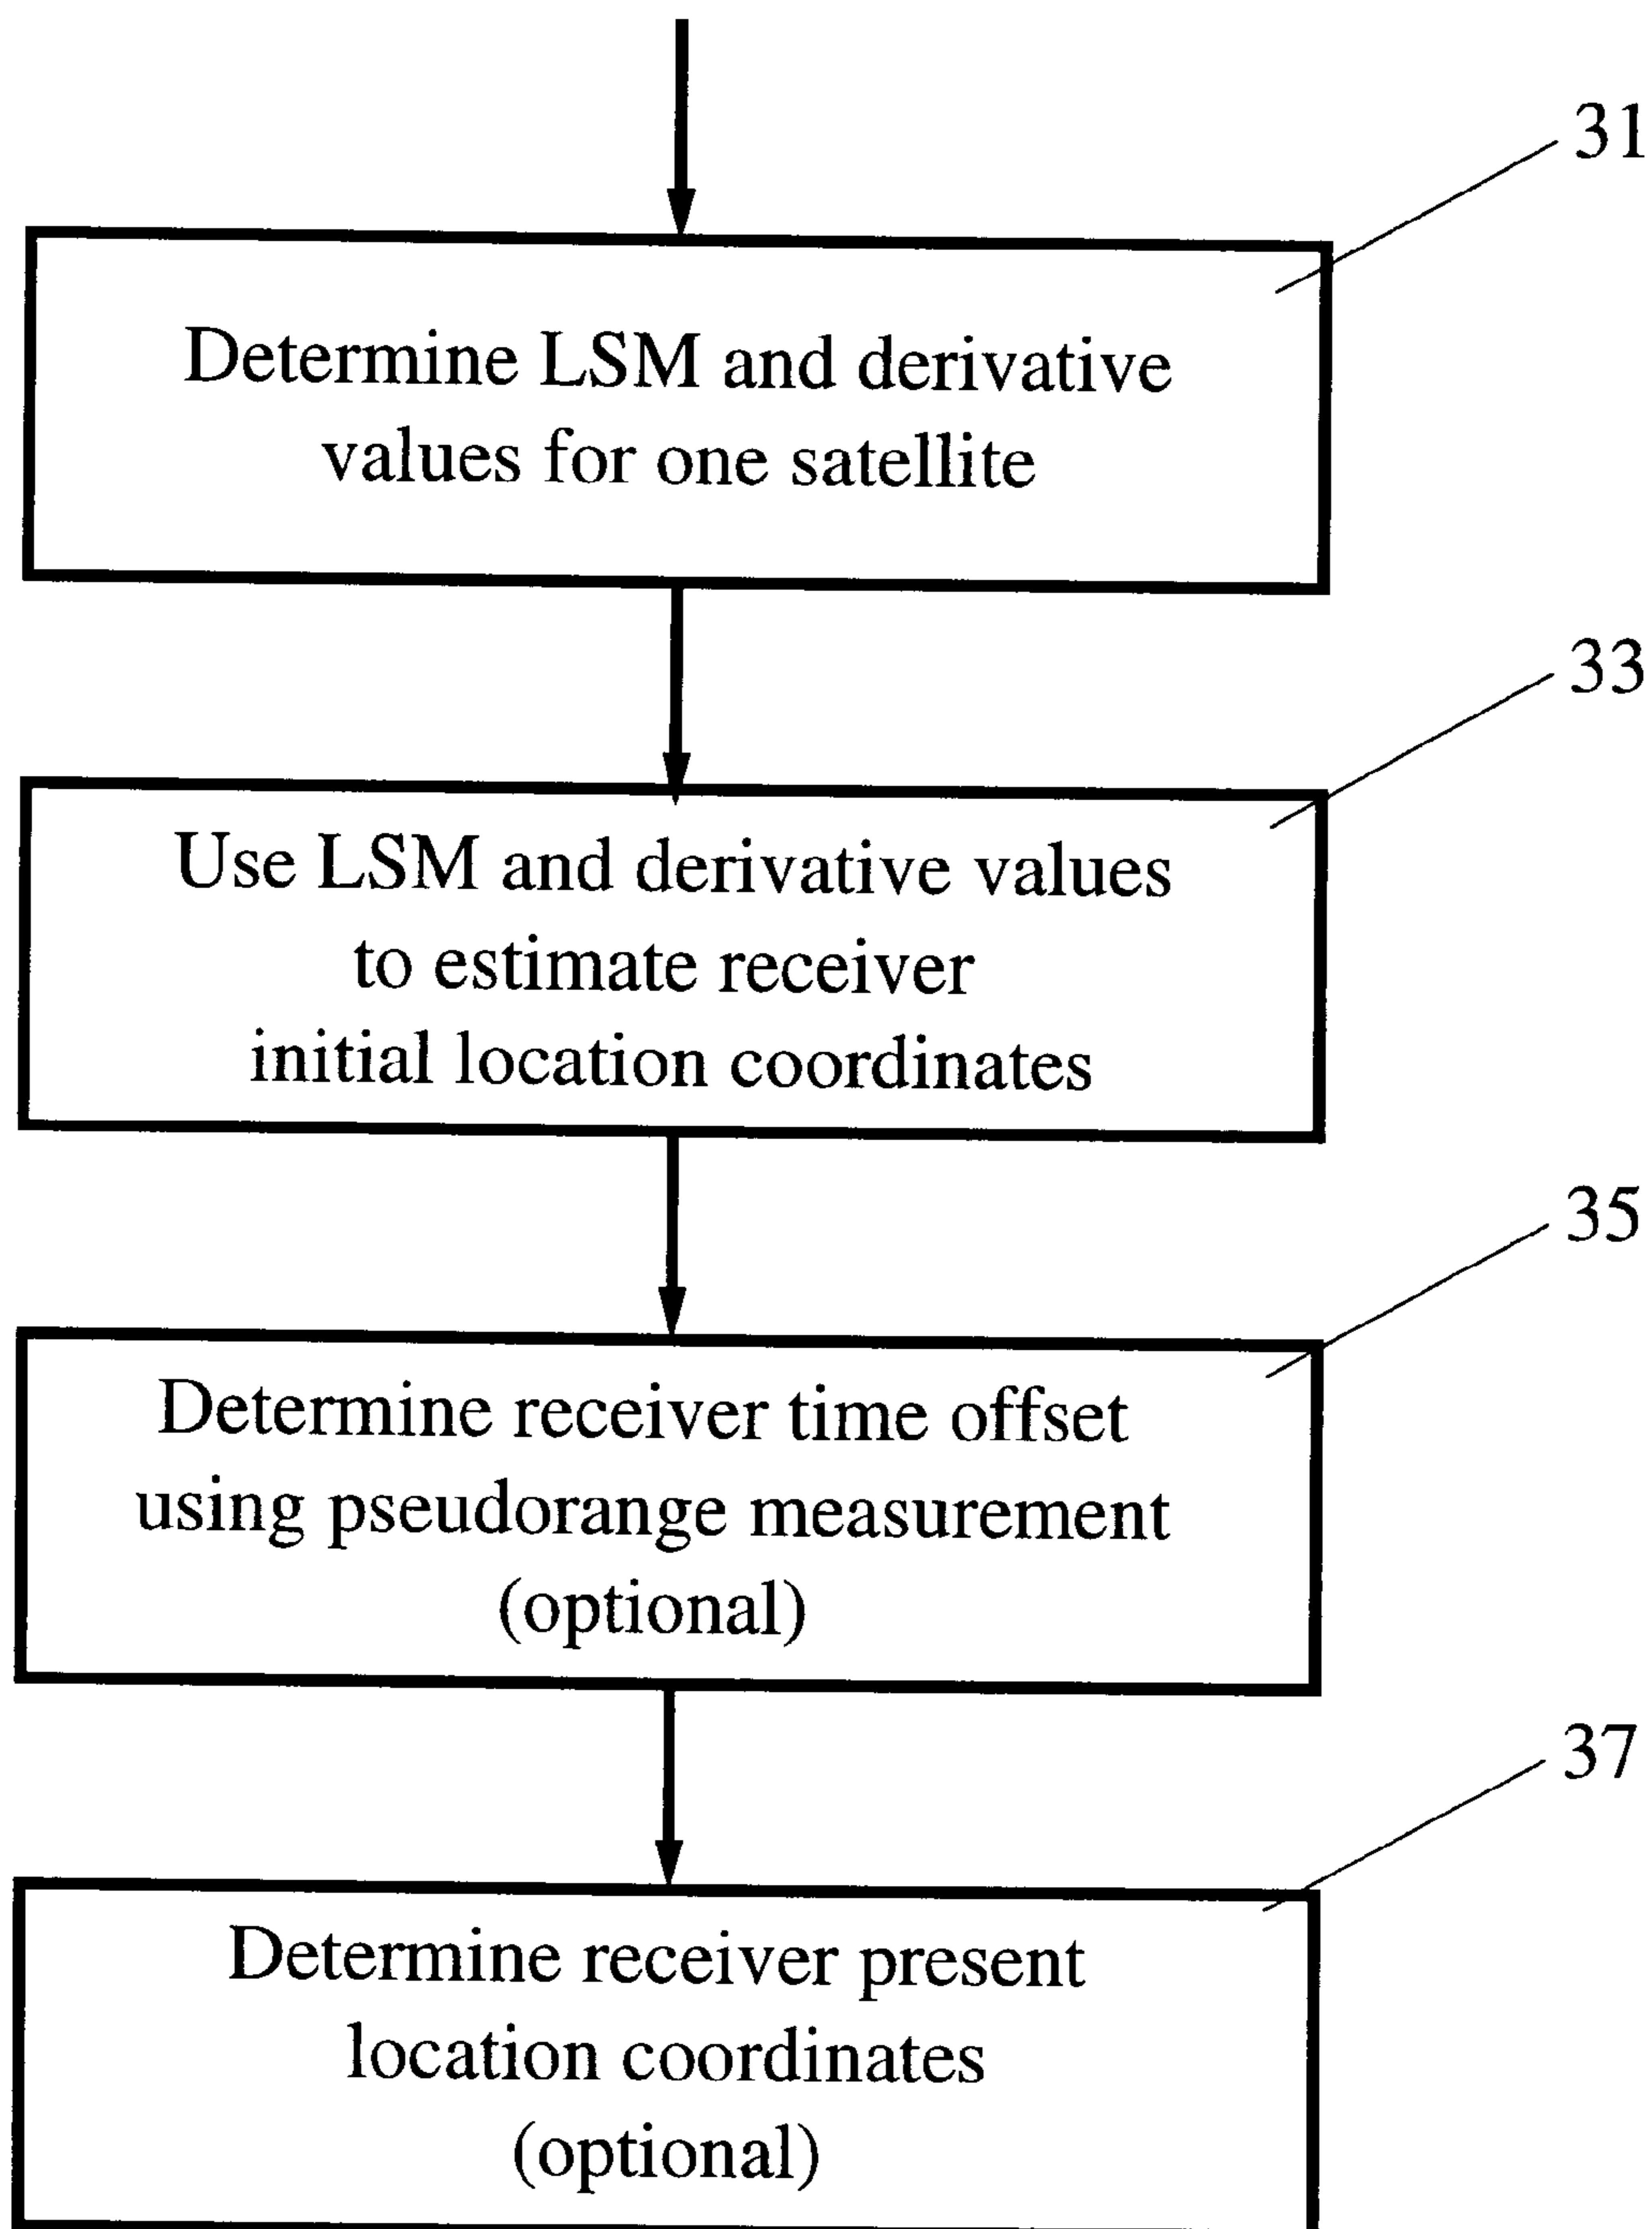 31
Determine LSM and derivative
values for one satellite
33
Use LSM and derivative values
to estimate receiver
initial location coordinates
35
Determine receiver time offset
using pseudorange measurement
(optional)
37
Determine receiver present
location coordinates
(optional)